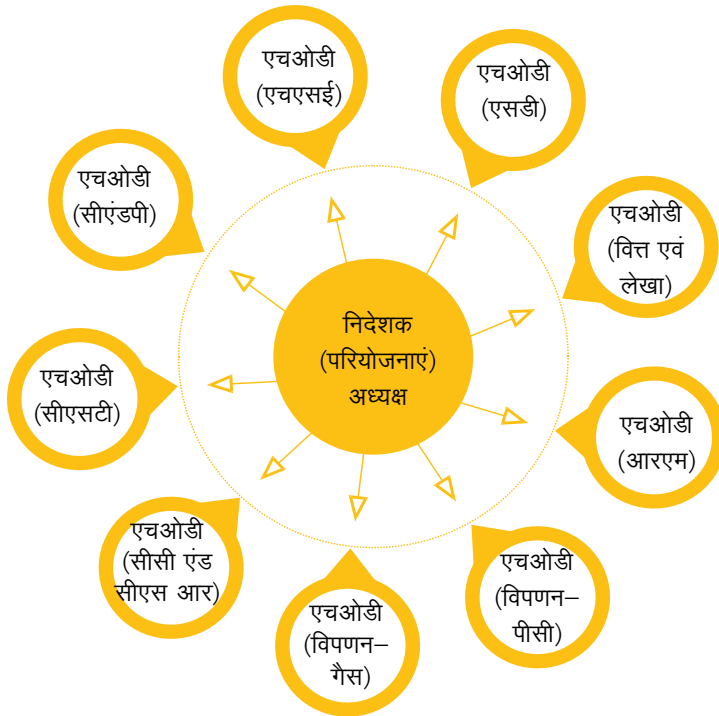 एचओडी
(एचएसई)
एचओडी
(एसडी)
एचओडी
(वित्त एवं
लेखा)
एचओडी
(आरएम)
एचओडी
(विपणन–
पीसी)
एचओडी
(विपणन–
गैस)
एचओडी
(सीसी एंड
सीएस आर)
एचओडी
(सीएसटी)
एचओडी
(सीएंडपी)
निदेशक
(परियोजनाएं)
अध्यक्ष